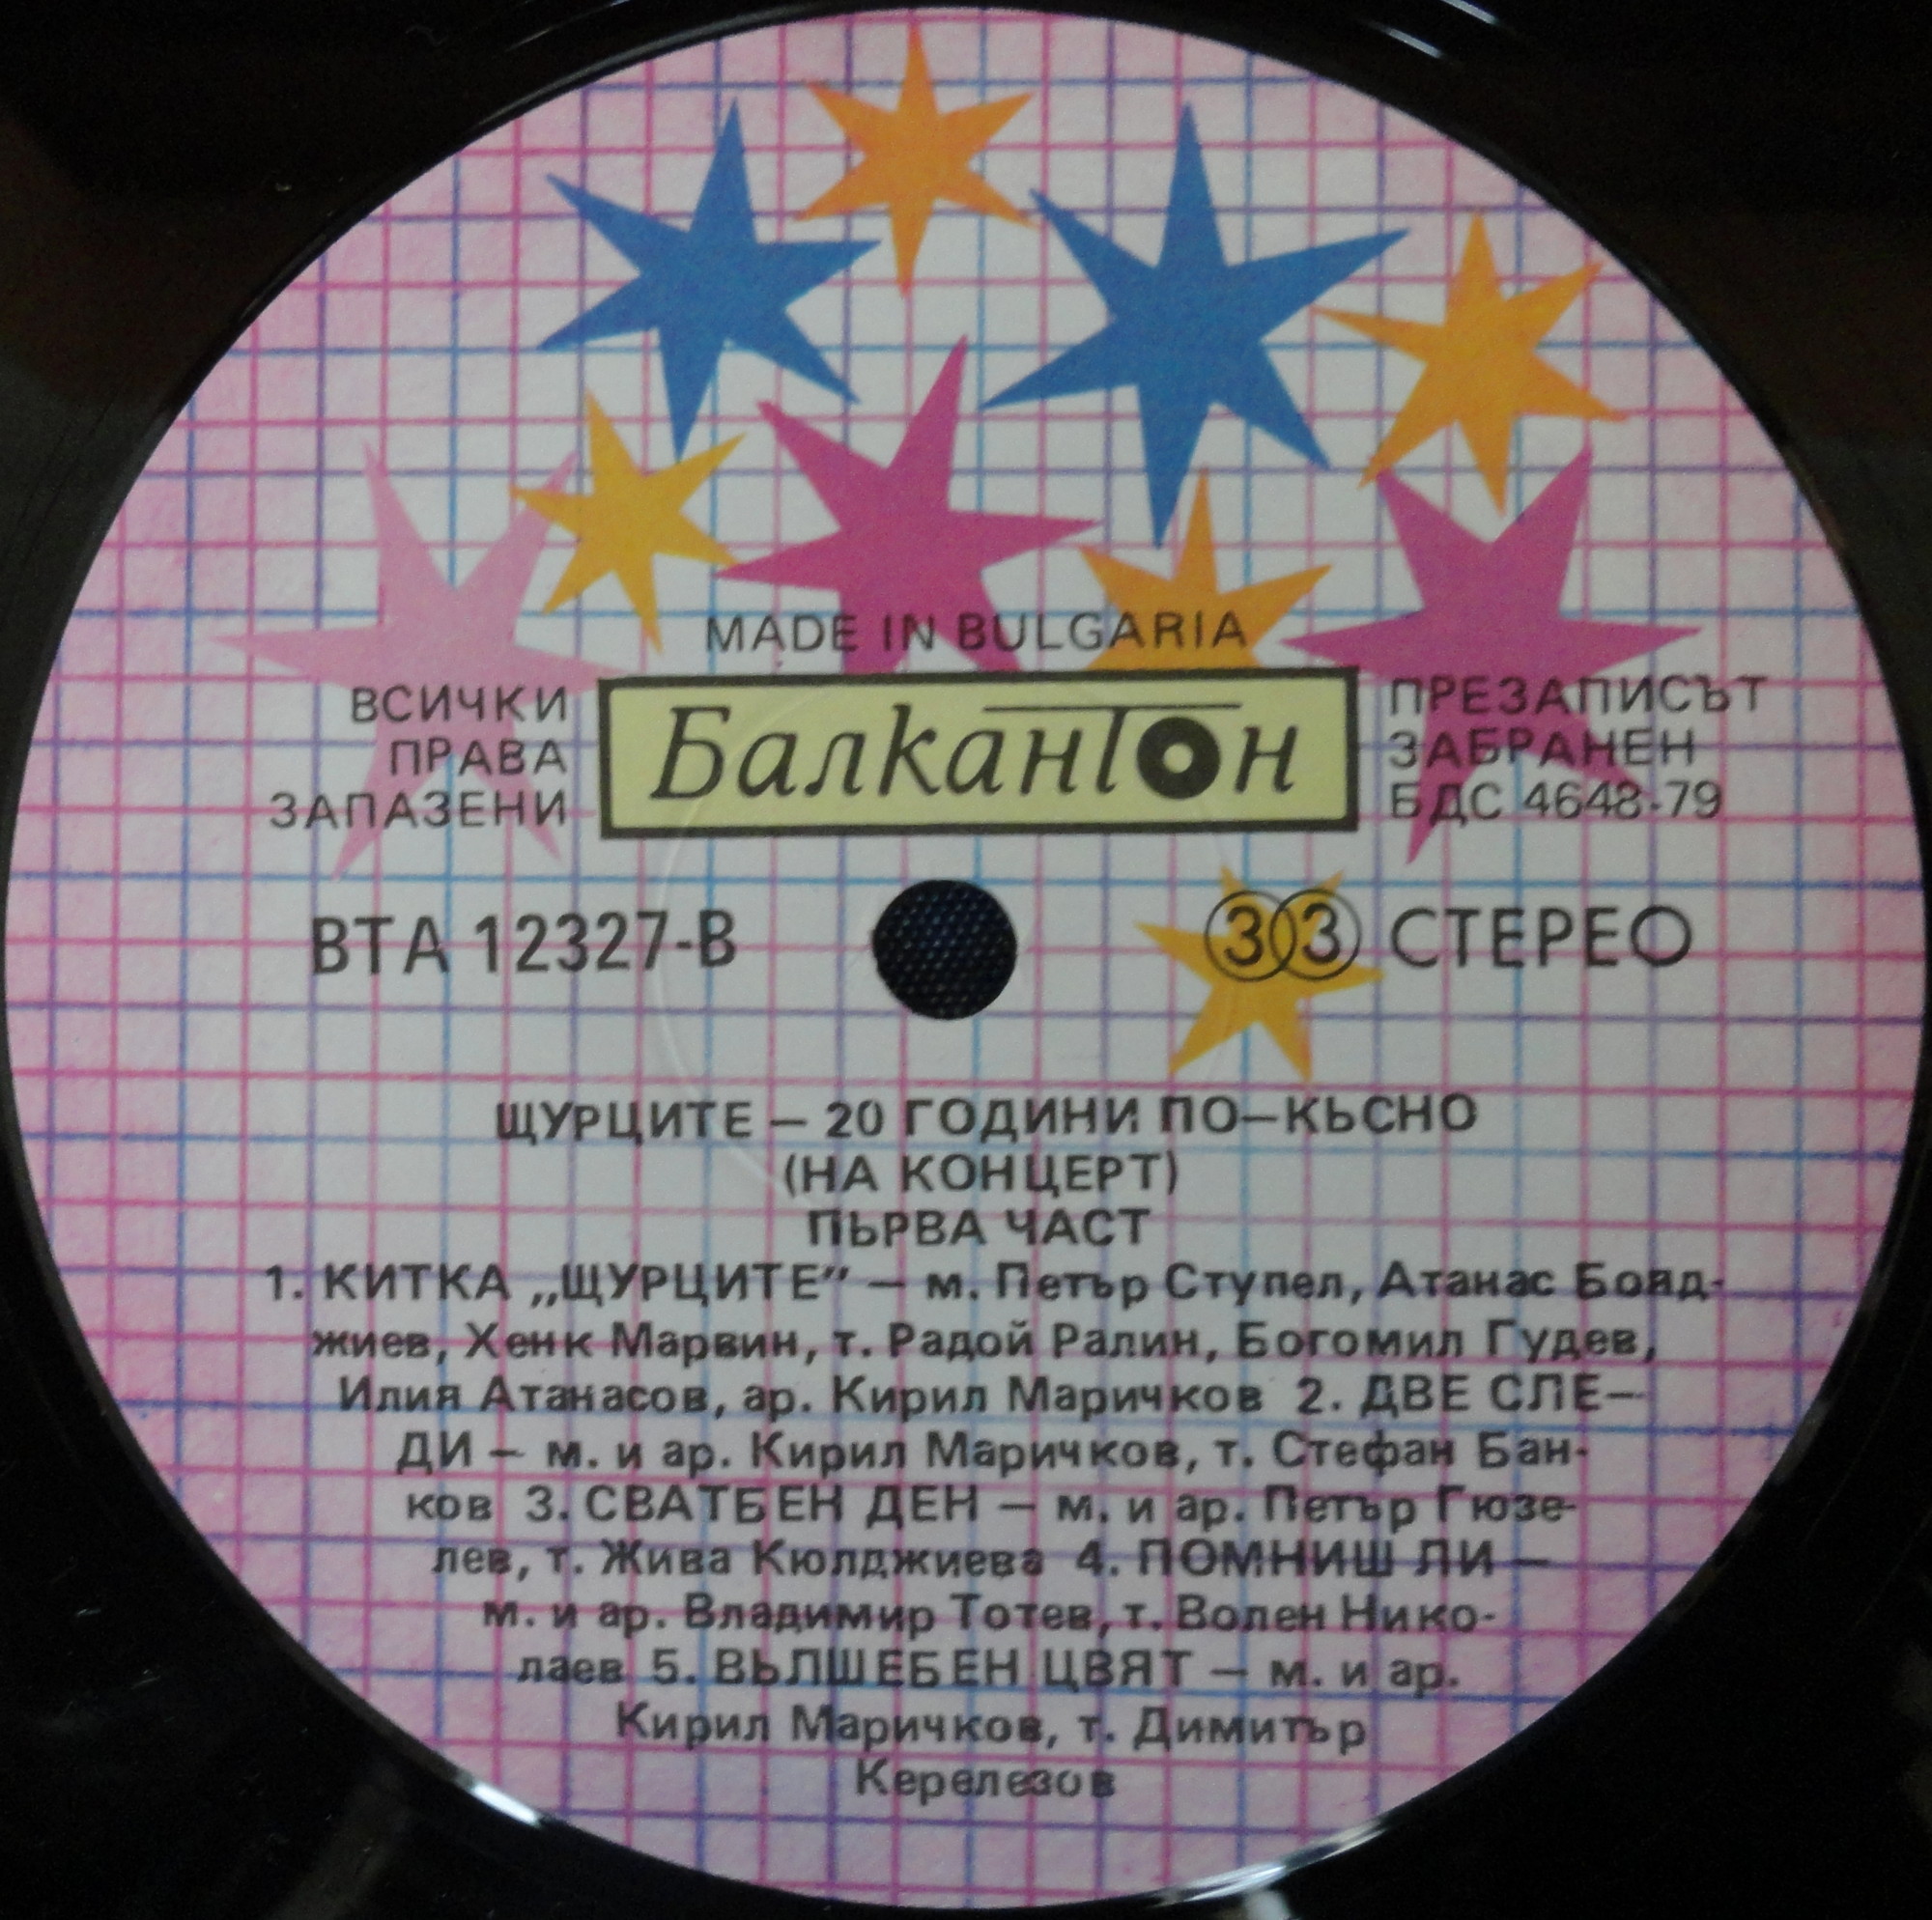 MADE IN BULGARIA
ВСИЧКИ
ПРАВА
ЗАПАЗЕНИ
Балкантон
ПРЕЗАПИСЪТ
ЗАБРАНЕН
БДС 4648-79
ВТА 12327-В
33 СТЕРЕО
ЩУРЦИТЕ – 20 ГОДИНИ ПО–КЬСНО
(НА КОНЦЕРТ)
ПЬРВА ЧАСТ
1. КИТКА „ЩУРЦИТЕ” – м. Петър Ступел, Атанас Бояд-
жиев, Хенк Марвин, т. Радой Ралин, Богомил Гудев,
Илия Атанасов, ар. Кирил Маричков 2. ДВЕ СЛЕ–
ДИ – м. и ар. Кирил Маричков, т. Стефан Бан-
ков 3. СВАТБЕН ДЕН – м. и ар. Петър Гюзе-
лев, т. Жива Кюлджиева 4. ПОМНИШ ЛИ –
м. и ар. Владимир Тотев, т. Волен Нико-
лаев 5. ВЬЛШЕБЕН ЦВЯТ – м. и ар.
Кирил Маричков, т. Димитър
Керелезов